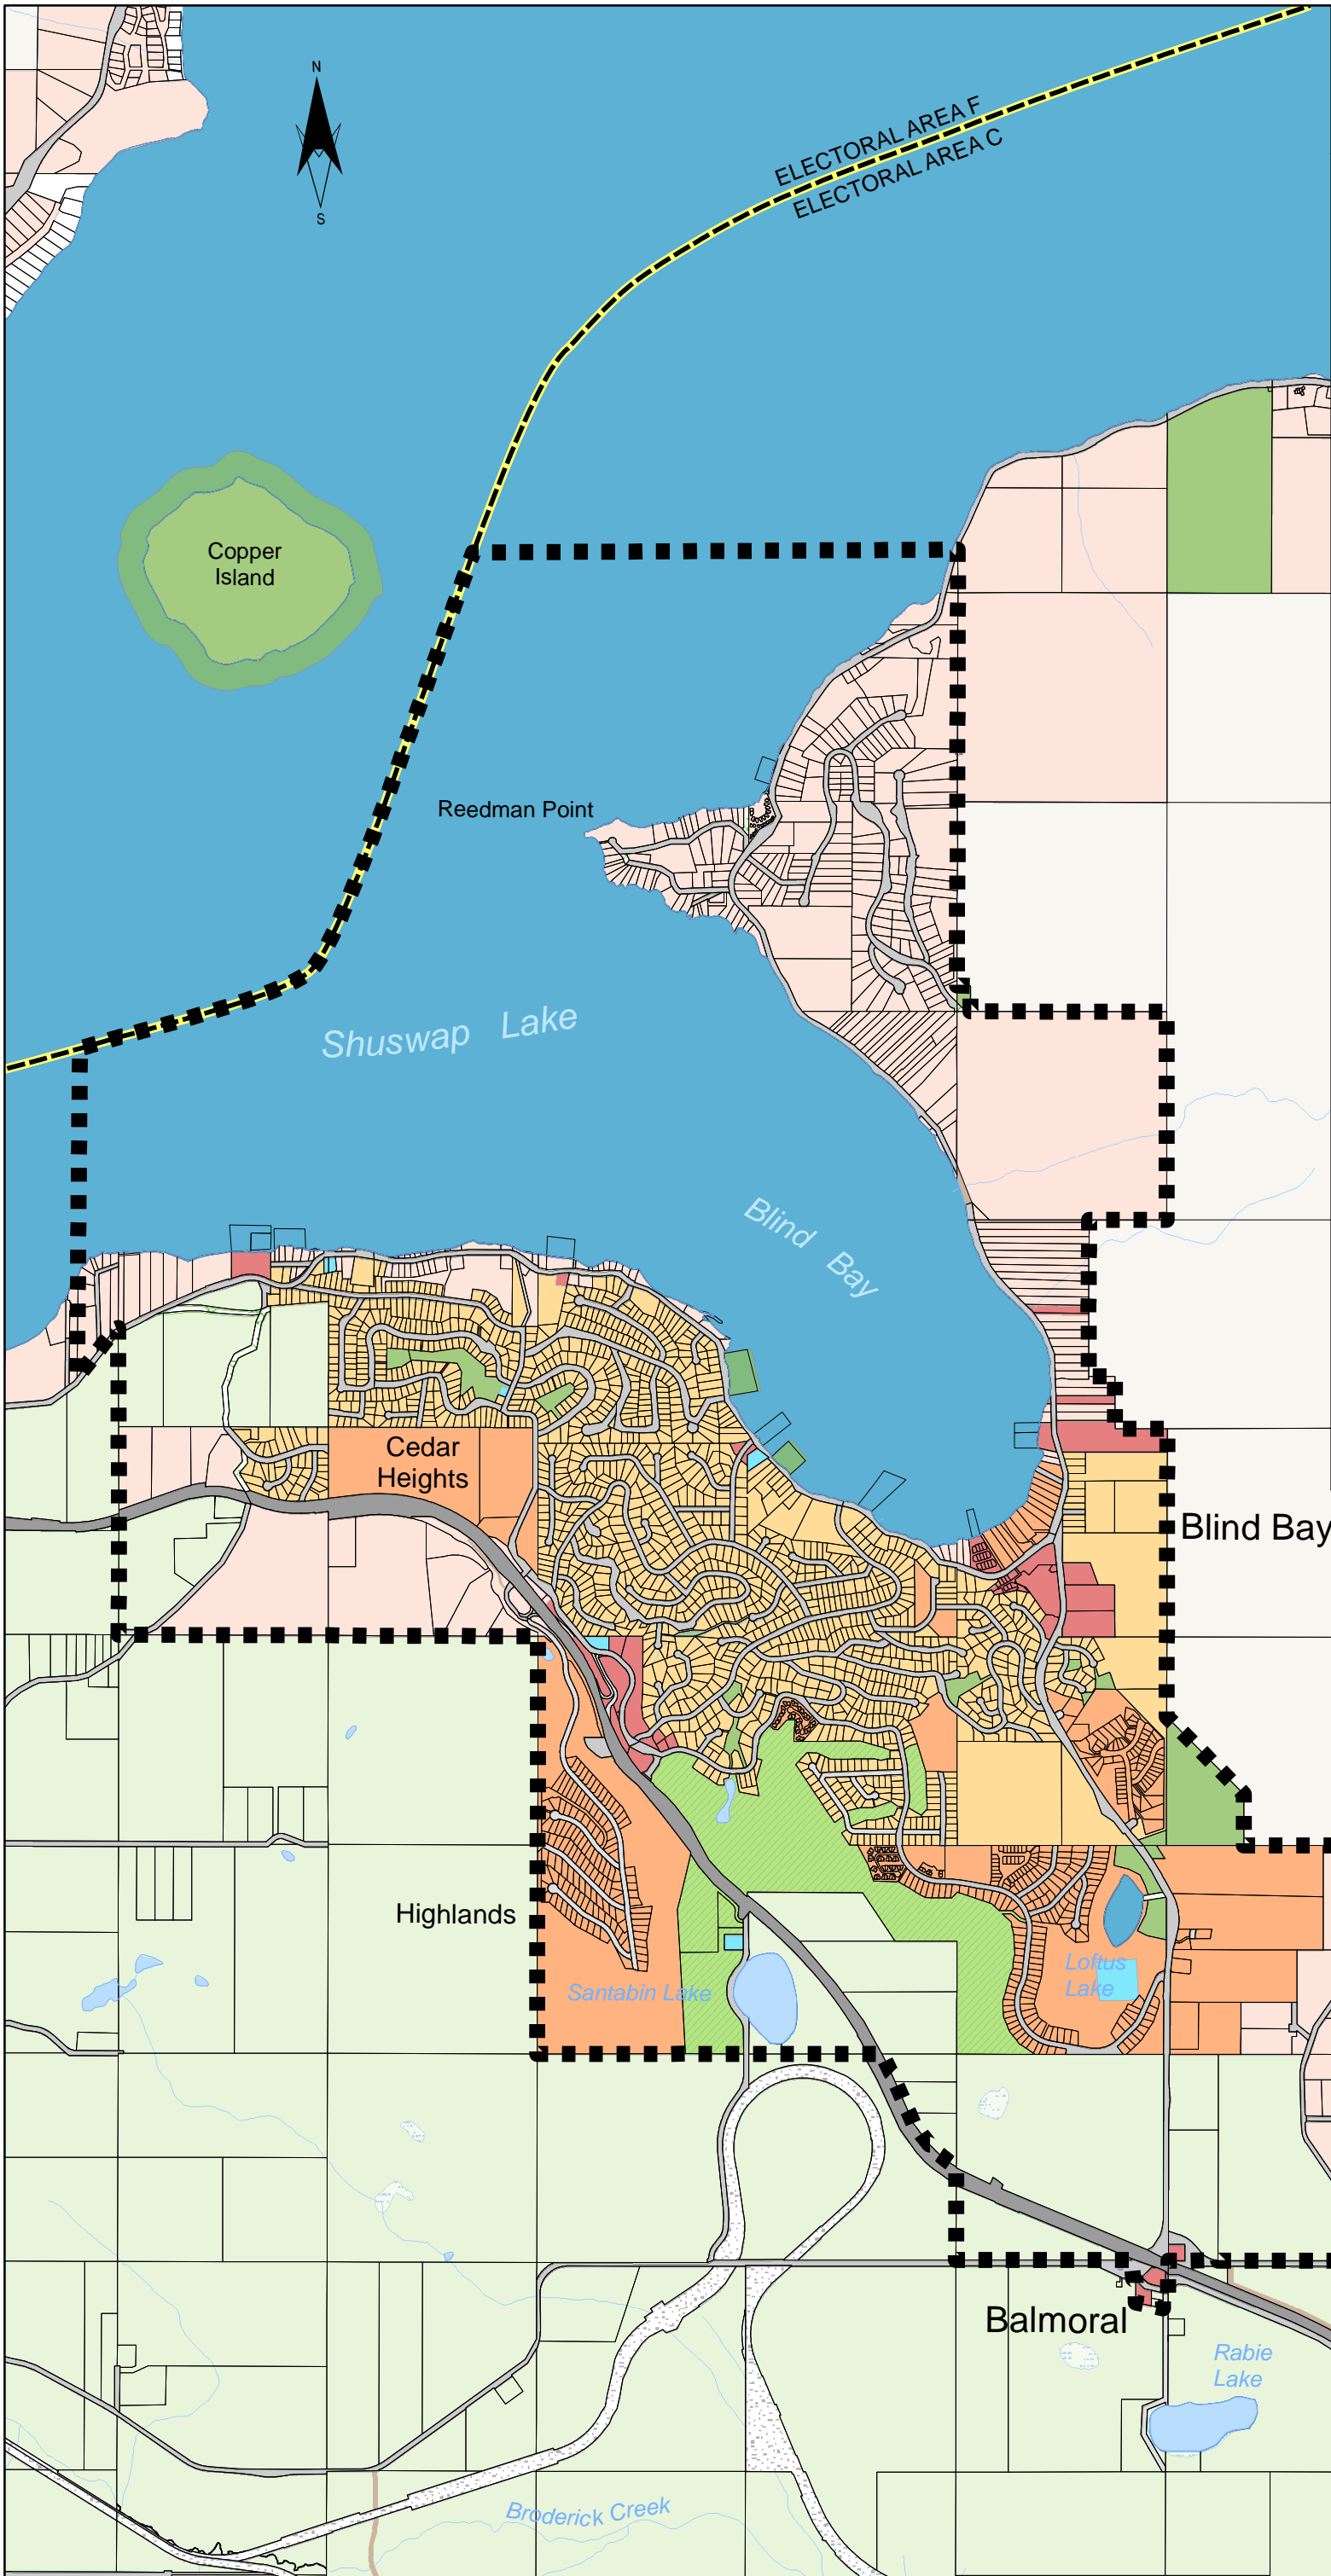 N
S
ELECTORAL AREA F
ELECTORAL AREA C
Copper
Island
Reedman Point
Shuswap Lake
Blind Bay
Cedar
Heights
Blind Bay
Highlands
Santabin Lake
Loftus
Lake
Balmoral
Rabie
Lake
Broderick Creek